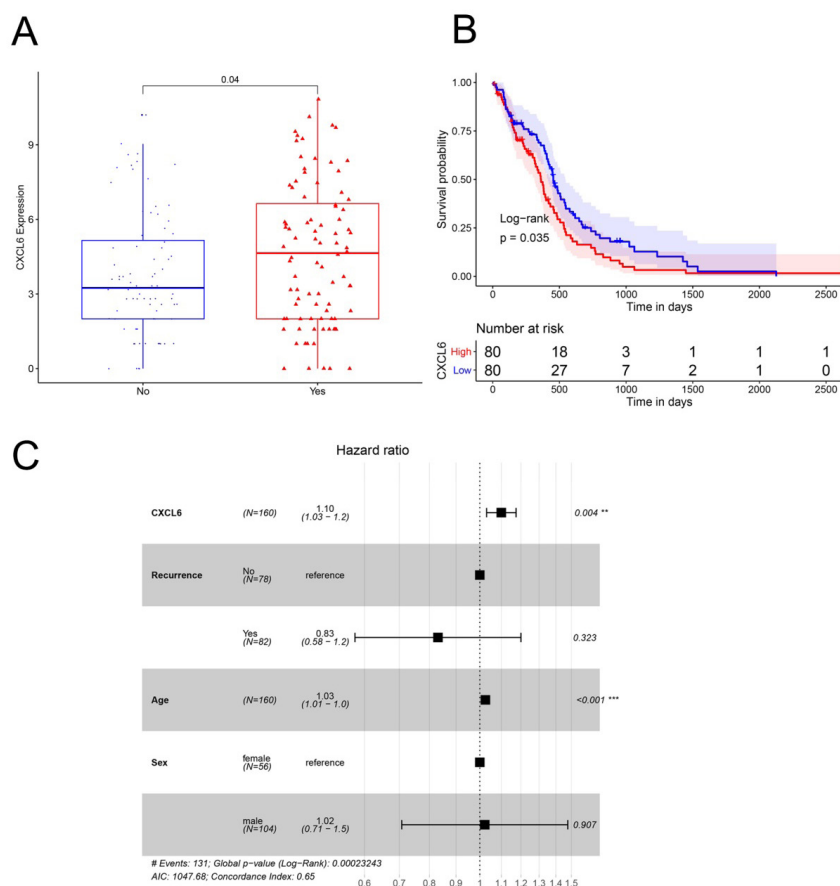 A
0.04
CXCL6 Expression
9
6
3
0
No Yes
B
Survival probability
1.00
0.75
0.50
0.25
0.00
Log-rank
p = 0.035
0 500 1000 1500 2000 2500
Time in days
Number at risk
CXCL6
High 80 18 3 1 1 1
Low 80 27 7 2 1 0
0 500 1000 1500 2000 2500
Time in days
C
Hazard ratio
CXCL6 (N=160) 1.10 (1.03 - 1.2) 0.004 **
Recurrence No (N=78) reference
Yes (N=82) 0.83 (0.58 - 1.2) 0.323
Age (N=160) 1.03 (1.01 - 1.0) <0.001 ***
Sex female (N=56) reference
male (N=104) 1.02 (0.71 - 1.5) 0.907
# Events: 131; Global p-value (Log-Rank): 0.00023243
AIC: 1047.68; Concordance Index: 0.65
0.6 0.7 0.8 0.9 1 1.1 1.2 1.3 1.4 1.5